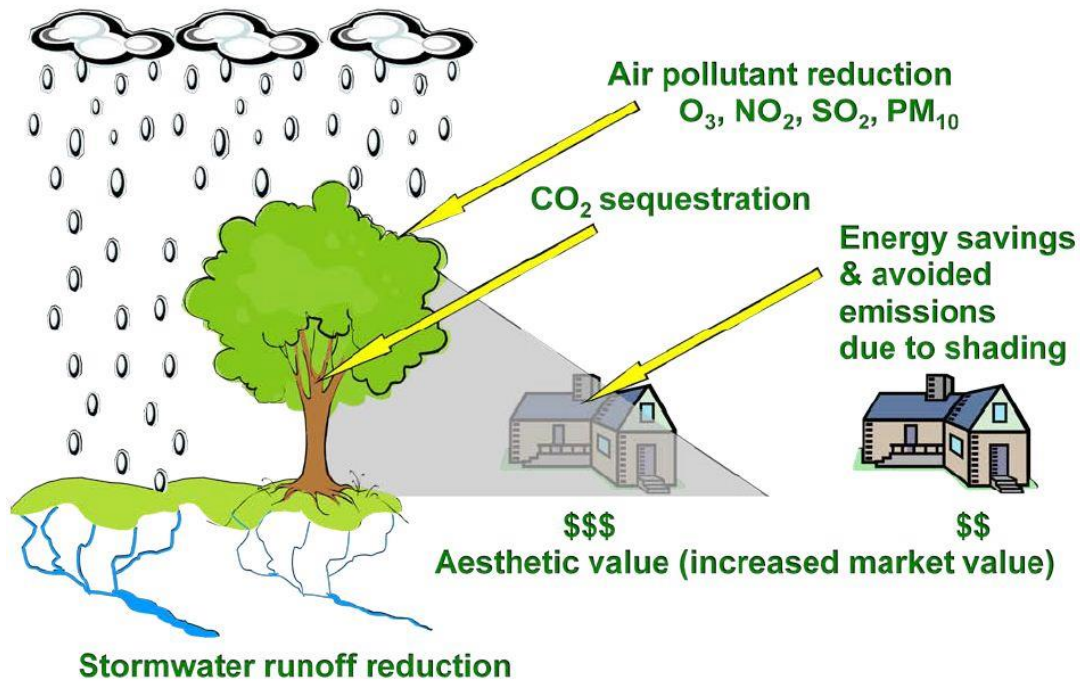 Air pollutant reduction
O₃, NO₂, SO₂, PM₁₀
CO₂ sequestration
Energy savings
& avoided
emissions
due to shading
$$$
$$
Aesthetic value (increased market value)
Stormwater runoff reduction